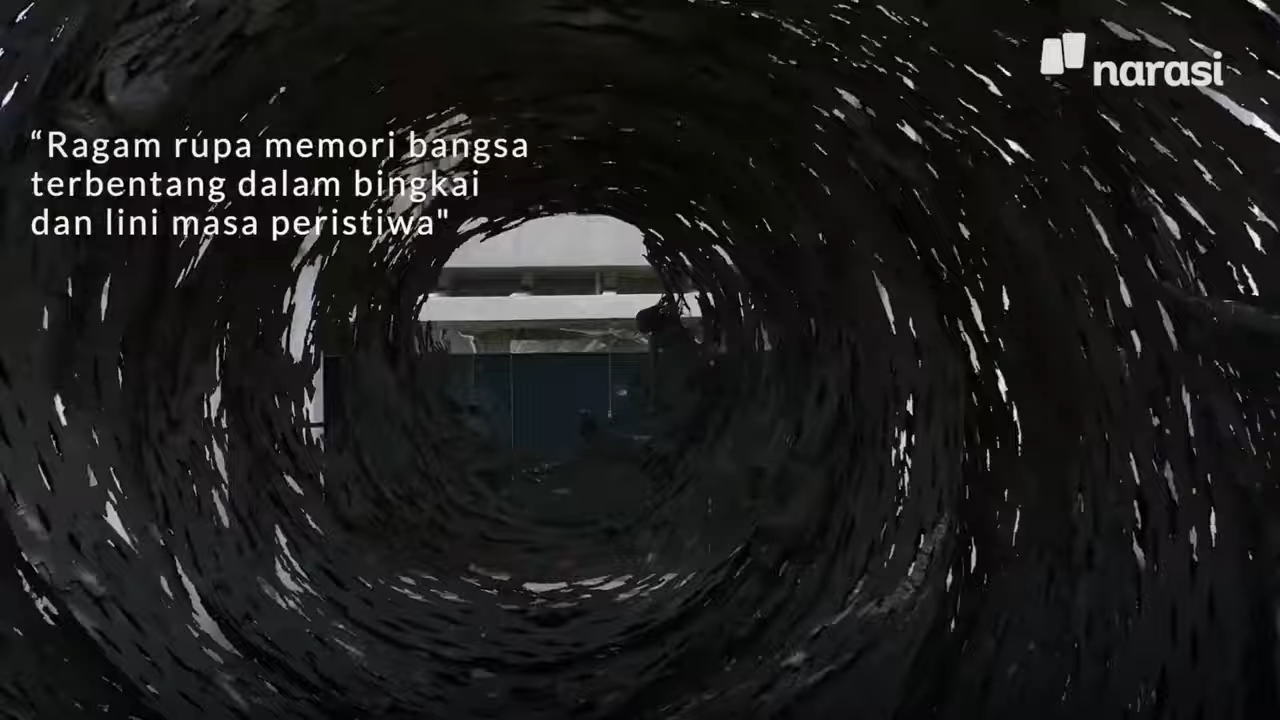 narasi
“Ragam rupa memori bangsa
terbentang dalam bingkai
dan lini masa peristiwa"